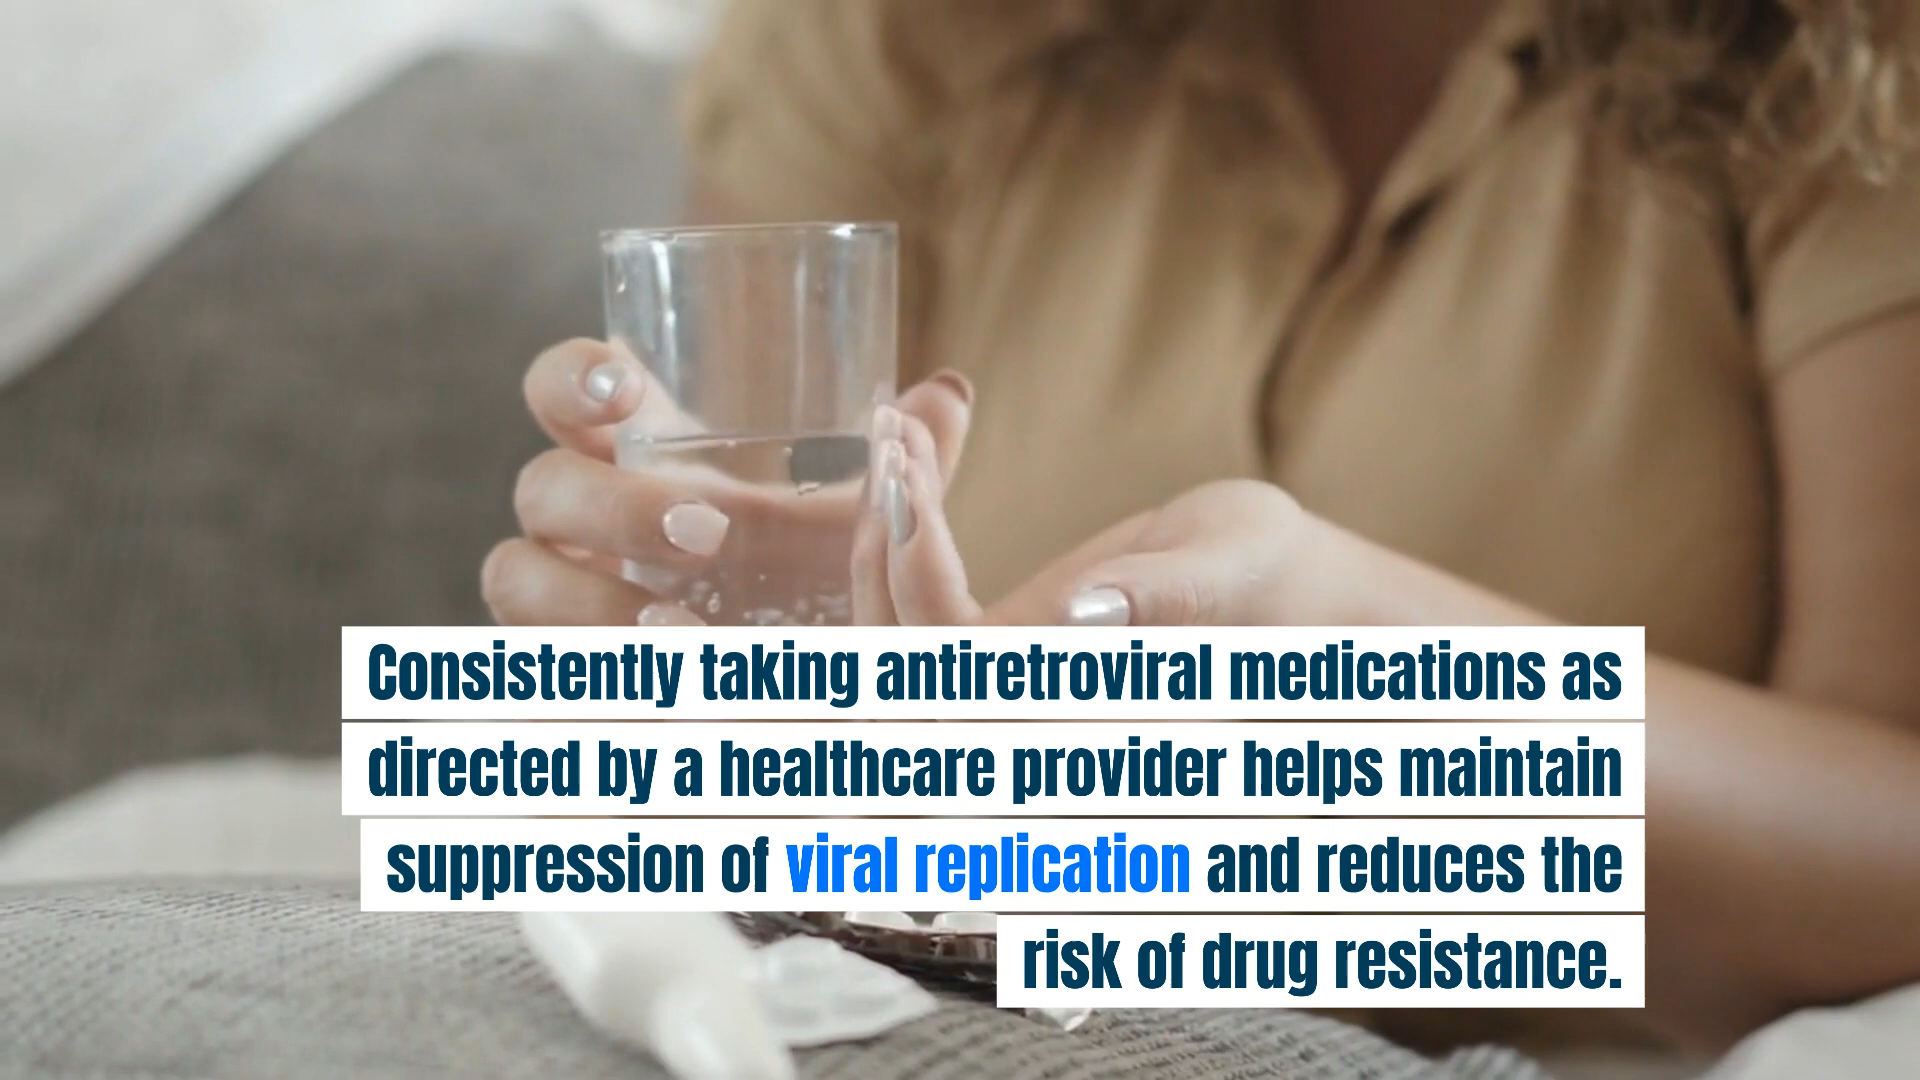 Consistently taking antiretroviral medications as
directed by a healthcare provider helps maintain
suppression of viral replication and reduces the
risk of drug resistance.